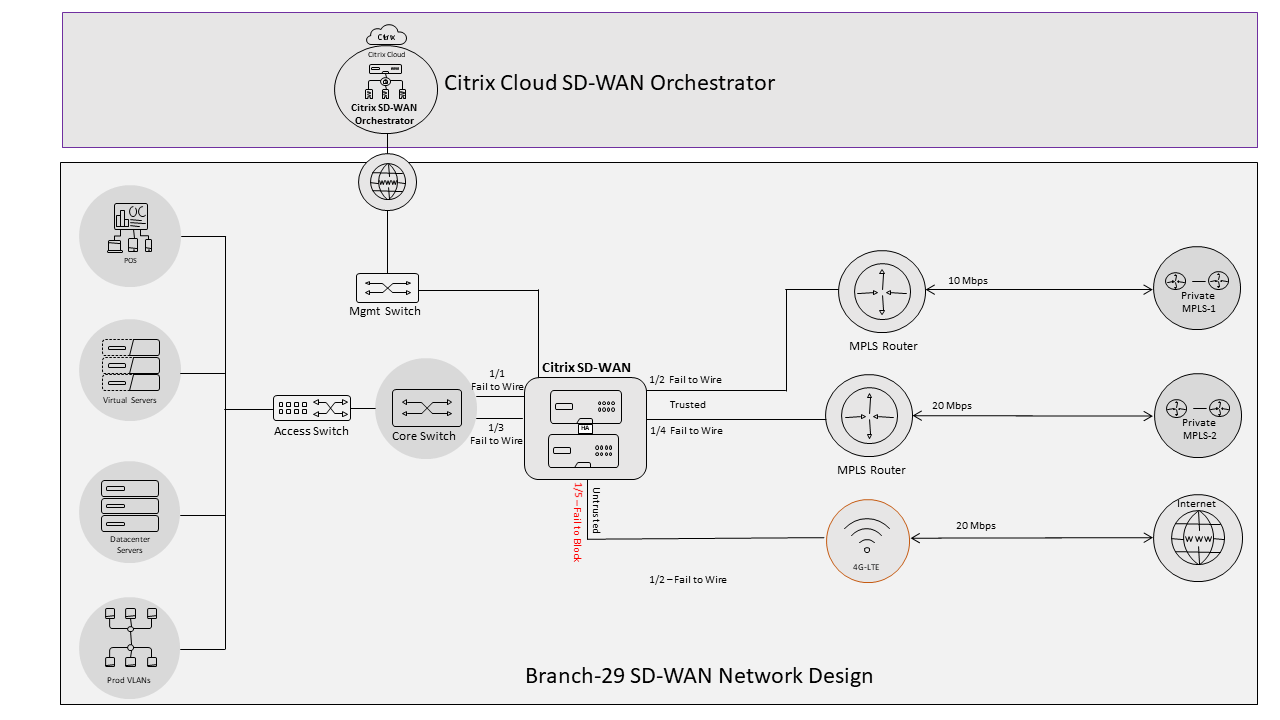 Citrix
Citrix Cloud
Citrix SD-WAN
Orchestrator
Citrix Cloud SD-WAN Orchestrator
WWW
POS
Virtual Servers
Datacenter
Servers
Prod VLANs
Mgmt Switch
Access Switch
Core Switch
1/1
Fail to Wire
1/3
Fail to Wire
Citrix SD-WAN
HA
1/2 Fail to Wire
Trusted
1/4 Fail to Wire
Untrusted
1/5 – Fail to Block
1/2 – Fail to Wire
MPLS Router
10 Mbps
Private
MPLS-1
MPLS Router
20 Mbps
Private
MPLS-2
4G-LTE
20 Mbps
Internet
WWW
Branch-29 SD-WAN Network Design